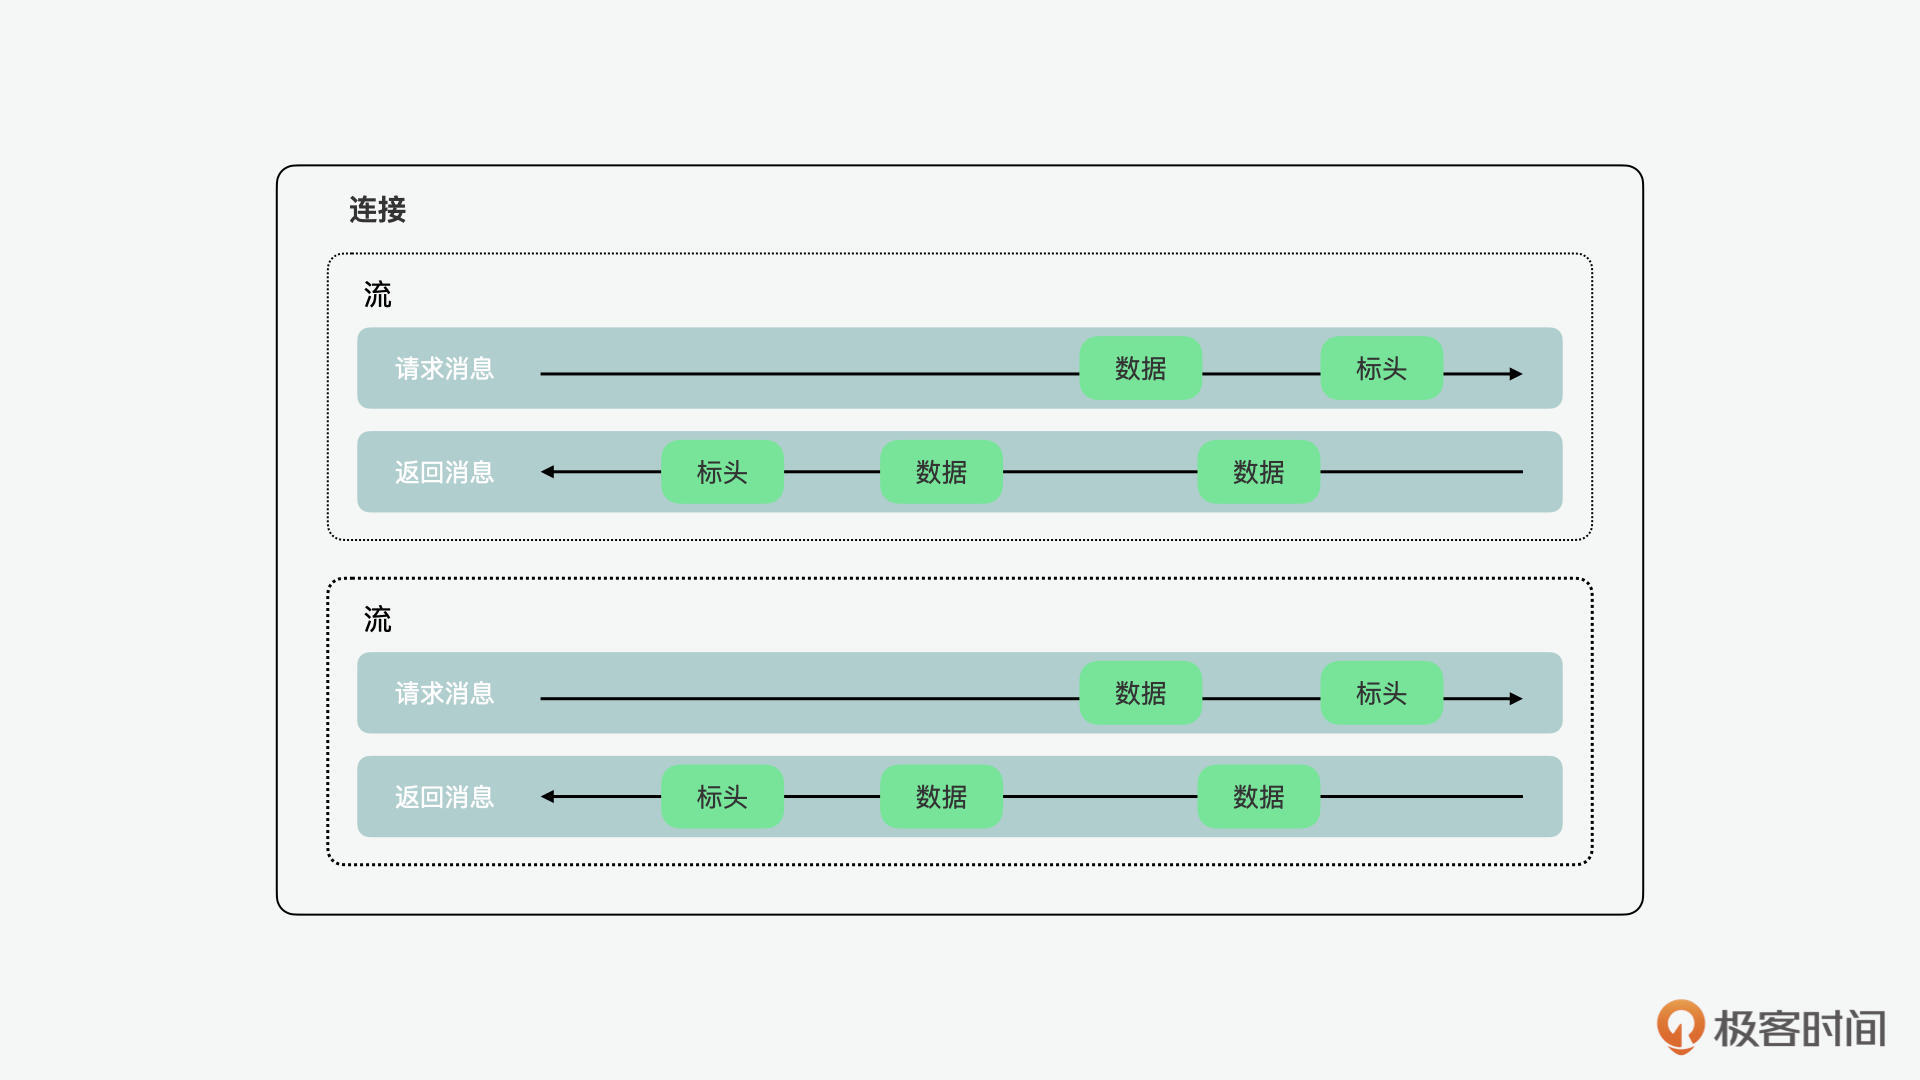 连接
流
请求消息 数据 标头
返回消息 标头 数据 数据
流
请求消息 数据 标头
返回消息 标头 数据 数据
极客时间